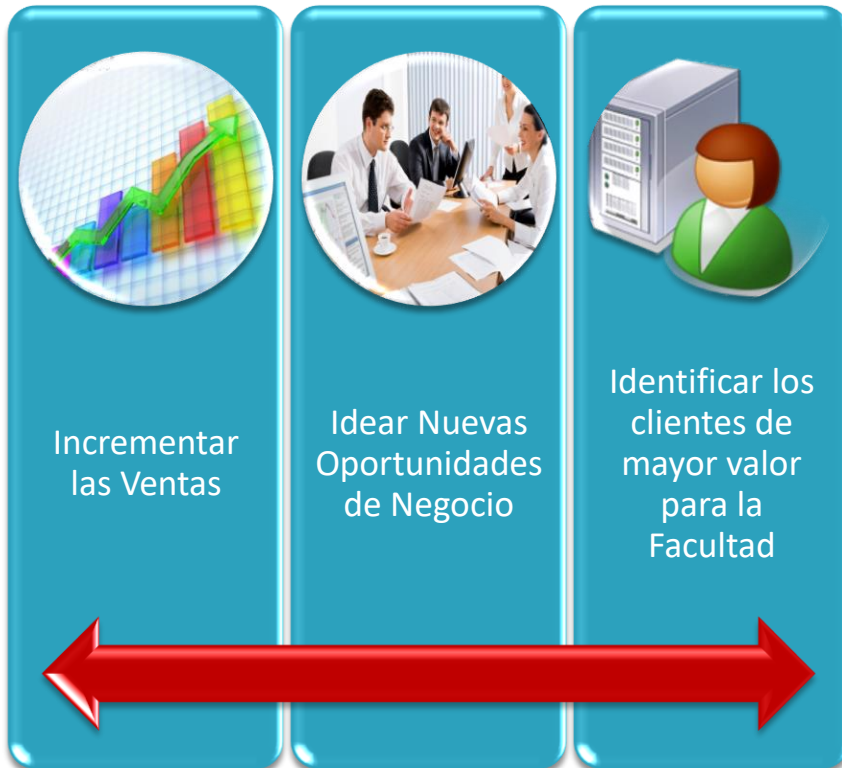 Incrementar
las Ventas
Idear Nuevas
Oportunidades
de Negocio
Identificar los
clientes de
mayor valor
para la
Facultad